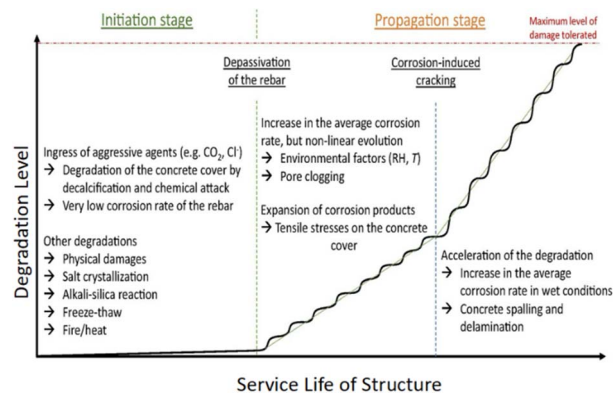 Initiation stage
Propagation stage
Maximum level of
damage tolerated
Depassivation
of the rebar
Corrosion-induced
cracking
Ingress of aggressive agents (e.g. CO₂, Cl⁻)
→ Degradation of the concrete cover by
decalcification and chemical attack
→ Very low corrosion rate of the rebar
Other degradations
→ Physical damages
→ Salt crystallization
→ Alkali-silica reaction
→ Freeze-thaw
→ Fire/heat
Increase in the average corrosion
rate, but non-linear evolution
→ Environmental factors (RH, T)
→ Pore clogging
Expansion of corrosion products
→ Tensile stresses on the concrete
cover
Acceleration of the degradation
→ Increase in the average
corrosion rate in wet conditions
→ Concrete spalling and
delamination
Degradation Level
Service Life of Structure